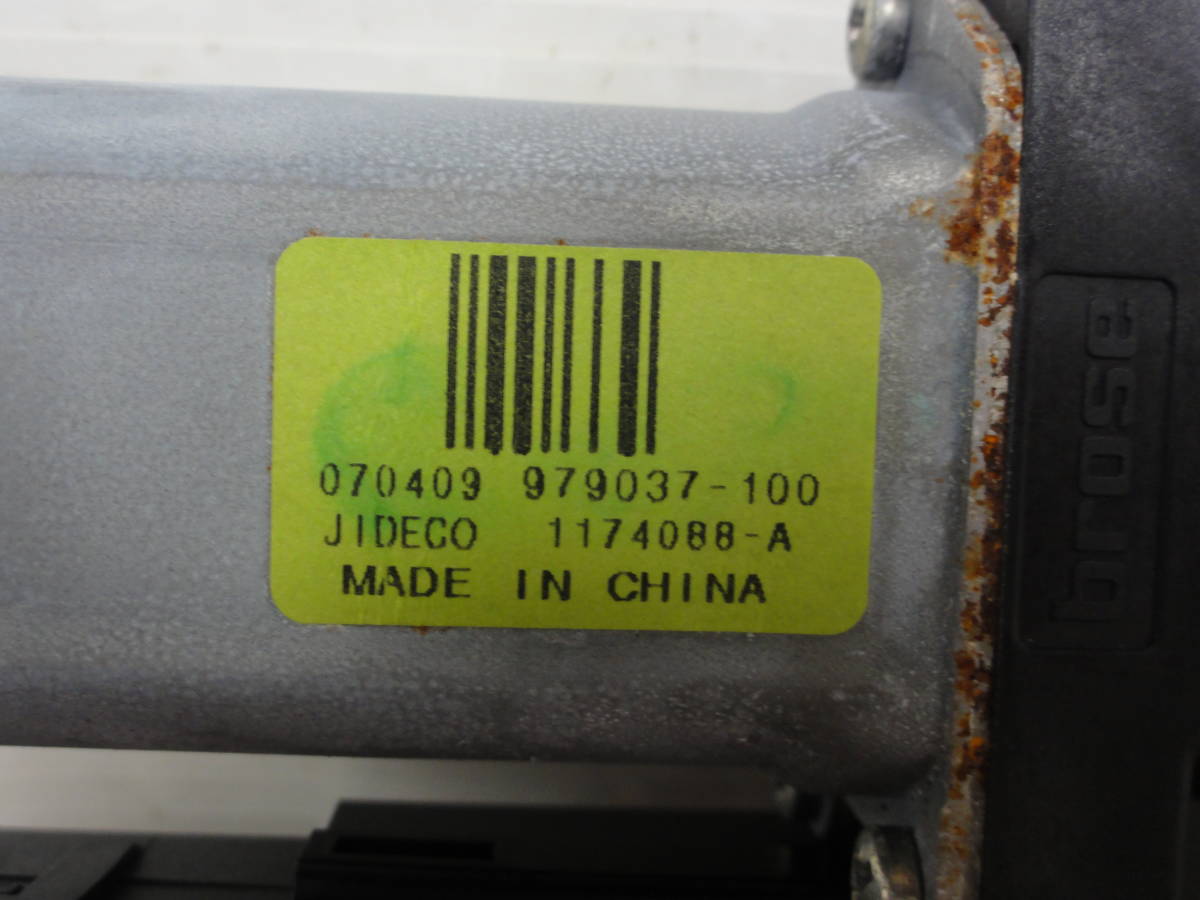 070409 979037-100
JIDECO 1174088-A
MADE IN CHINA
brose